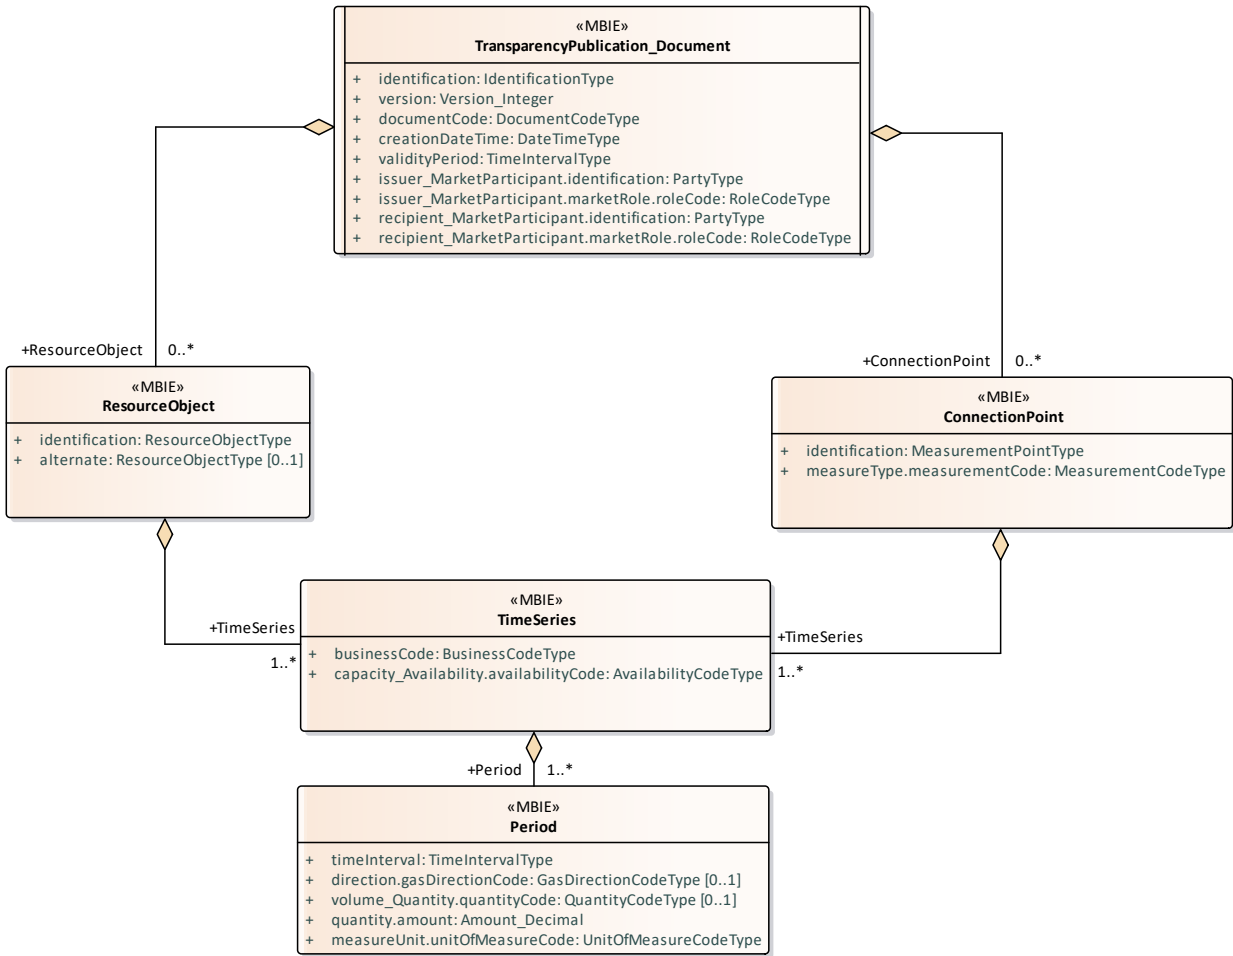 «MBIE»
TransparencyPublication_Document
+ identification: IdentificationType
+ version: Version_Integer
+ documentCode: DocumentCodeType
+ creationDateTime: DateTimeType
+ validityPeriod: TimeIntervalType
+ issuer_MarketParticipant.identification: PartyType
+ issuer_MarketParticipant.marketRole.roleCode: RoleCodeType
+ recipient_MarketParticipant.identification: PartyType
+ recipient_MarketParticipant.marketRole.roleCode: RoleCodeType
+ResourceObject 0..*
+ConnectionPoint 0..*
«MBIE»
ResourceObject
+ identification: ResourceObjectType
+ alternate: ResourceObjectType [0..1]
«MBIE»
ConnectionPoint
+ identification: MeasurementPointType
+ measureType.measurementCode: MeasurementCodeType
+TimeSeries
1..*
«MBIE»
TimeSeries
+ businessCode: BusinessCodeType
+ capacity_Availability.availabilityCode: AvailabilityCodeType
+TimeSeries
1..*
+Period 1..*
«MBIE»
Period
+ timeInterval: TimeIntervalType
+ direction.gasDirectionCode: GasDirectionCodeType [0..1]
+ volume_Quantity.quantityCode: QuantityCodeType [0..1]
+ quantity.amount: Amount_Decimal
+ measureUnit.unitOfMeasureCode: UnitOfMeasureCodeType